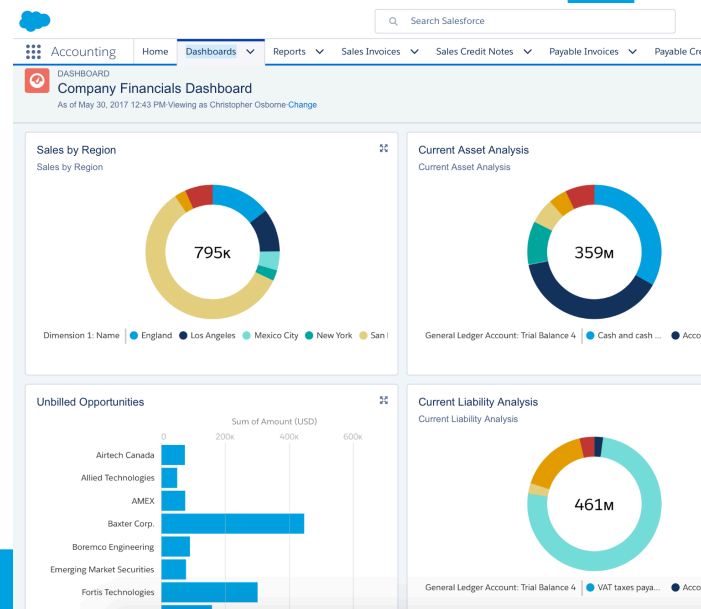 Search Salesforce
Accounting Home Dashboards Reports Sales Invoices Sales Credit Notes Payable Invoices Payable Cre
DASHBOARD
Company Financials Dashboard
As of May 30, 2017 12:43 PM·Viewing as Christopher Osborne·Change
Sales by Region
Sales by Region
795K
Dimension 1: Name England Los Angeles Mexico City New York San
Current Asset Analysis
Current Asset Analysis
359M
General Ledger Account: Trial Balance 4 Cash and cash ... Acco
Unbilled Opportunities
Sum of Amount (USD)
0 200K 400K 600K
Airtech Canada
Allied Technologies
AMEX
Baxter Corp.
Boremco Engineering
Emerging Market Securities
Fortis Technologies
Current Liability Analysis
Current Liability Analysis
461M
General Ledger Account: Trial Balance 4 VAT taxes paya... Acco